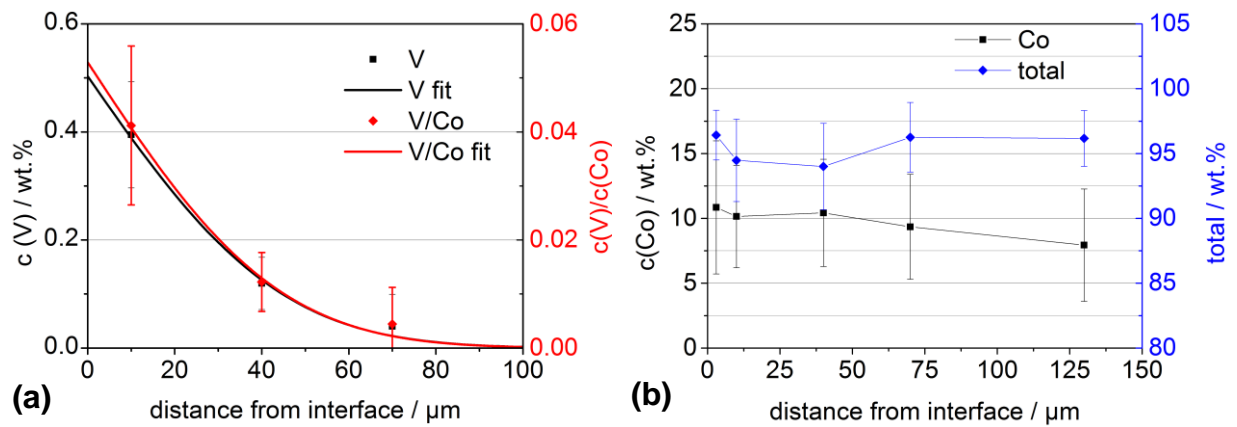 0.6
0.4
0.2
0.0
c (V) / wt.%
0.06
0.04
0.02
0.00
c(V)/c(Co)
V
V fit
V/Co
V/Co fit
0 20 40 60 80 100
distance from interface / µm
(a)
25
20
15
10
5
0
c(Co) / wt.%
105
100
95
90
85
80
total / wt.%
Co
total
0 25 50 75 100 125 150
distance from interface / µm
(b)